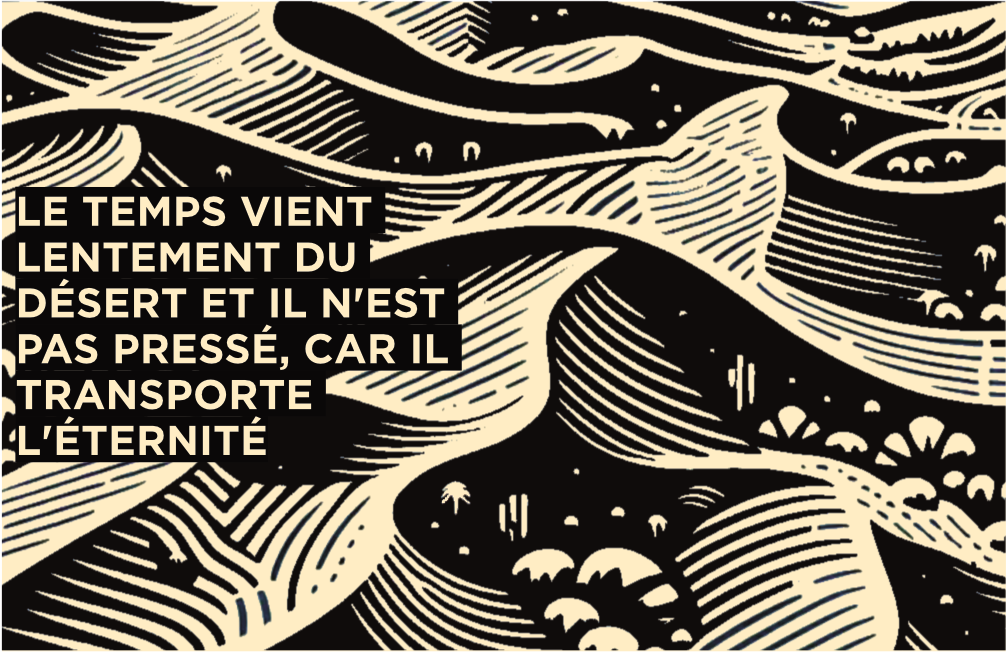 LE TEMPS VIENT
LENTEMENT DU
DÉSERT ET IL N'EST
PAS PRESSÉ, CAR IL
TRANSPORTE
L'ÉTERNITÉ